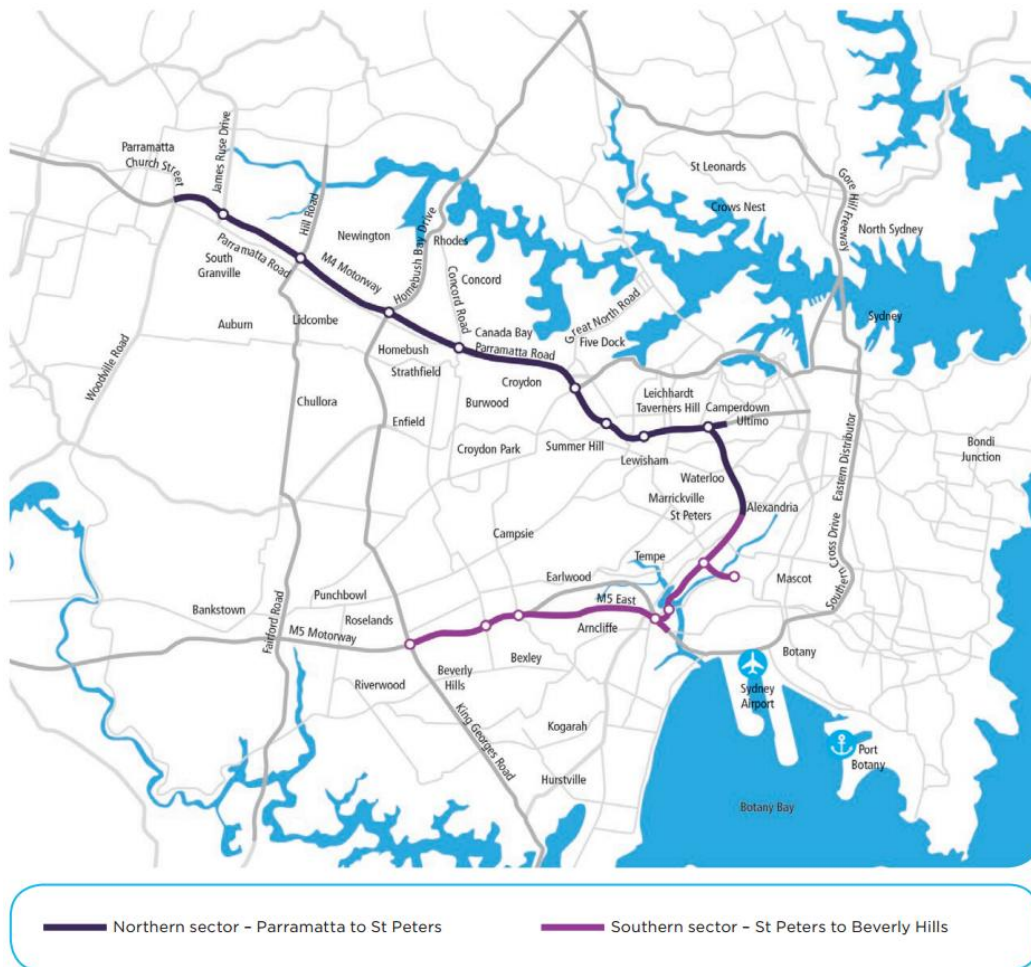 Parramatta
Church Street
James Ruse Drive
Hill Road
Newington
Homebush Bay Drive
Rhodes
M4 Motorway
Parramatta Road
South
Granville
Concord Road
Concord
St Leonards
Crows Nest
Gore Hill Freeway
North Sydney
Sydney
Great North Road
Five Dock
Canada Bay
Parramatta Road
Auburn
Lidcombe
Homebush
Strathfield
Woodville Road
Croydon
Burwood
Chullora
Enfield
Croydon Park
Leichhardt
Taverners Hill
Camperdown
Ultimo
Summer Hill
Lewisham
Bondi
Junction
Waterloo
Marrickville
St Peters
Alexandria
Eastern Distributor
Southern Cross Drive
Campsie
Tempe
Earlwood
Mascot
Punchbowl
Bankstown
Roselands
Fairford Road
M5 Motorway
M5 East
Arncliffe
Botany
Beverly
Hills
Bexley
Riverwood
King Georges Road
Kogarah
Hurstville
Sydney
Airport
Port
Botany
Botany Bay
Northern sector – Parramatta to St Peters
Southern sector – St Peters to Beverly Hills